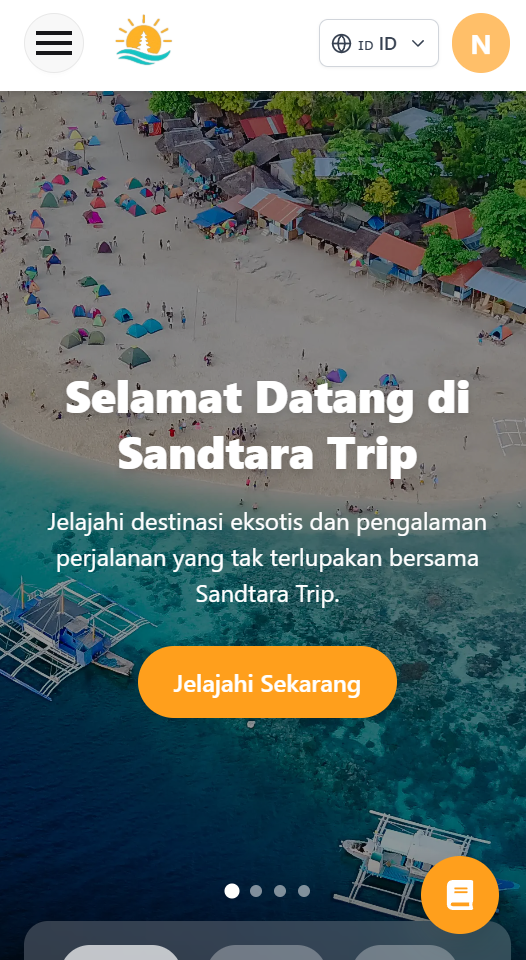 ID ID
N
Selamat Datang di
Sandtara Trip
Jelajahi destinasi eksotis dan pengalaman
perjalanan yang tak terlupakan bersama
Sandtara Trip.
Jelajahi Sekarang